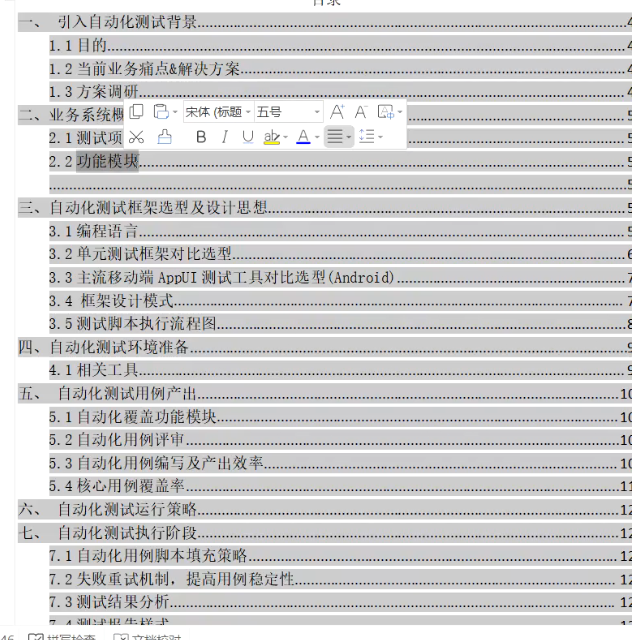 目录
一、 引入自动化测试背景 4
1.1 目的 4
1.2 当前业务痛点&解决方案 4
1.3 方案调研 4
宋体 (标题 五号 A+ A-
二、业务系统概 5
B I U ab A
2.1 测试项 5
2.2 功能模块 5
5
三、自动化测试框架选型及设计思想 5
3.1 编程语言 5
3.2 单元测试框架对比选型 6
3.3 主流移动端 AppUI 测试工具对比选型(Android) 7
3.4 框架设计模式 7
3.5 测试脚本执行流程图 8
四、自动化测试环境准备 9
4.1 相关工具 9
五、 自动化测试用例产出 10
5.1 自动化覆盖功能模块 10
5.2 自动化用例评审 10
5.3 自动化用例编写及产出效率 10
5.4 核心用例覆盖率 11
六、 自动化测试运行策略 12
七、 自动化测试执行阶段 12
7.1 自动化用例脚本填充策略 12
7.2 失败重试机制，提高用例稳定性 12
7.3 测试结果分析 12
7.4 测试报告样式
46 拼写检查 文档校对